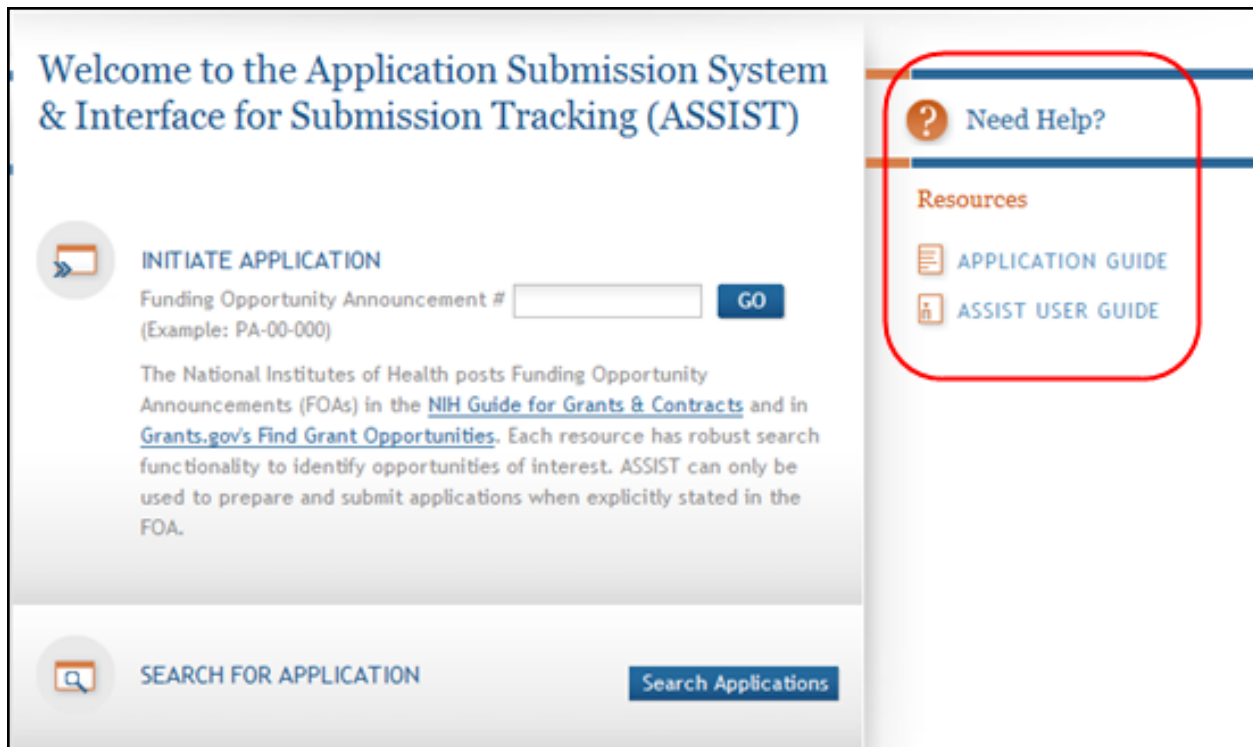 Welcome to the Application Submission System
& Interface for Submission Tracking (ASSIST)
INITIATE APPLICATION
Funding Opportunity Announcement # GO
(Example: PA-00-000)
The National Institutes of Health posts Funding Opportunity
Announcements (FOAs) in the NIH Guide for Grants & Contracts and in
Grants.gov's Find Grant Opportunities. Each resource has robust search
functionality to identify opportunities of interest. ASSIST can only be
used to prepare and submit applications when explicitly stated in the
FOA.
SEARCH FOR APPLICATION Search Applications
? Need Help?
Resources
APPLICATION GUIDE
ASSIST USER GUIDE